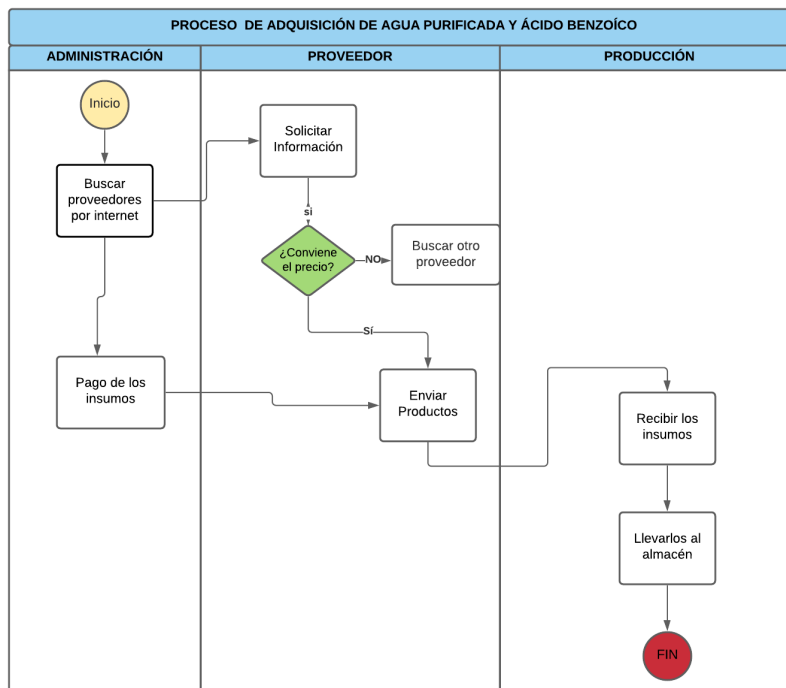 PROCESO  DE ADQUISICIÓN DE AGUA PURIFICADA Y ÁCIDO BENZOÍCO
ADMINISTRACIÓN
PROVEEDOR
PRODUCCIÓN
Inicio
Solicitar
Información
Buscar
proveedores
por internet
si
¿Conviene
el precio?
NO
Buscar otro
proveedor
Sí
Pago de los
insumos
Enviar
Productos
Recibir los
insumos
Llevarlos al
almacén
FIN